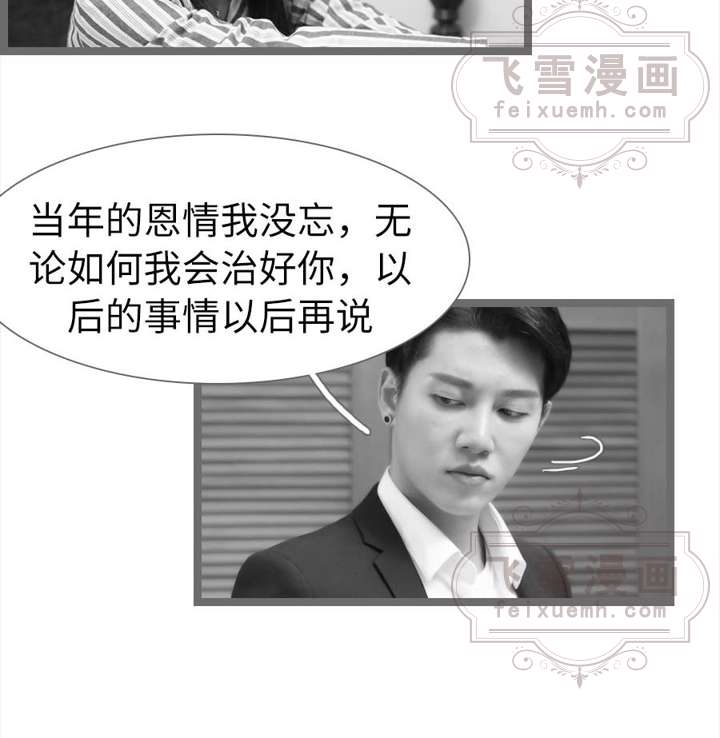 飞雪漫画
feixuemh.com
当年的恩情我没忘，无
论如何我会治好你，以
后的事情以后再说
飞雪漫画
feixuemh.com